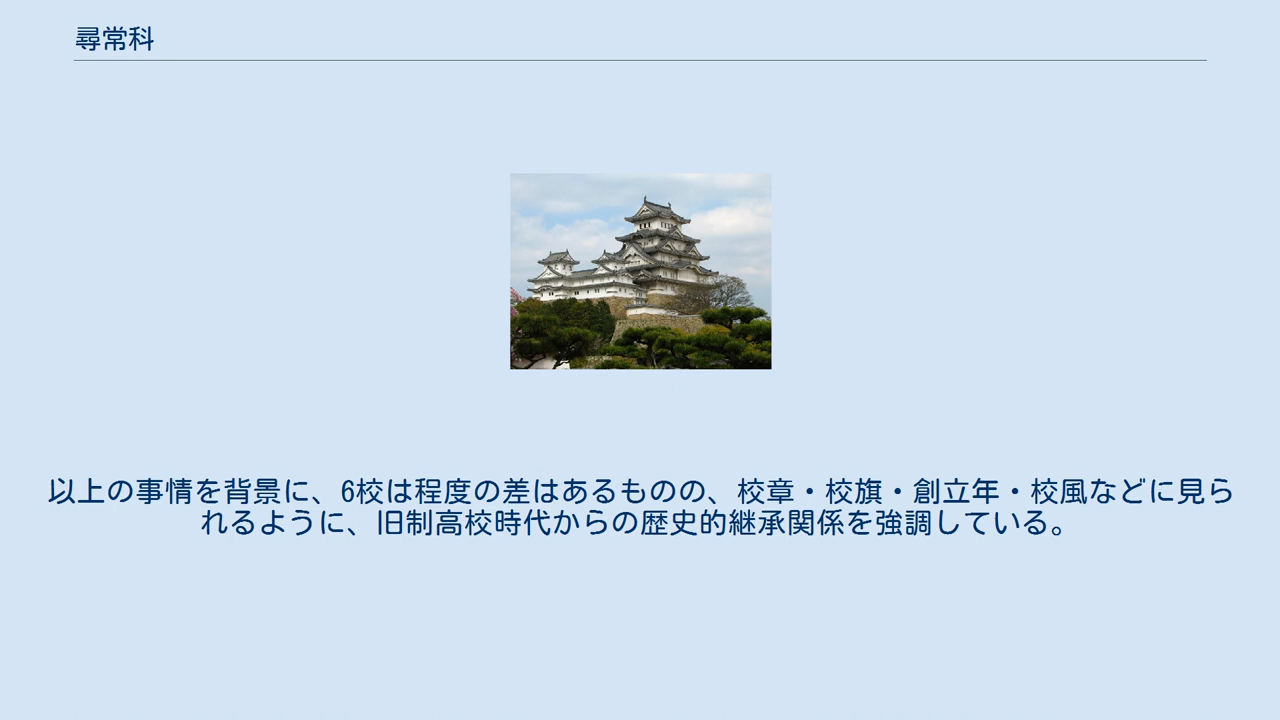 尋常科
以上の事情を背景に、6校は程度の差はあるものの、校章・校旗・創立年・校風などに見ら
れるように、旧制高校時代からの歴史的継承関係を強調している。